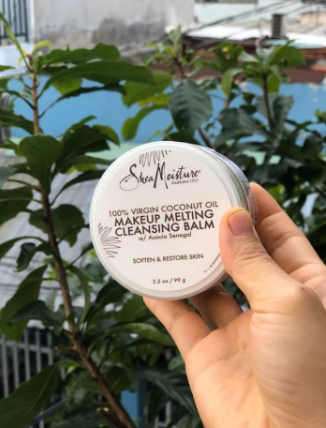 SheaMoisture®
Established 1912
100% VIRGIN COCONUT OIL
MAKEUP MELTING
CLEANSING BALM
w/ Acacia Senegal
SOFTEN & RESTORE SKIN
3.5 oz / 99 g